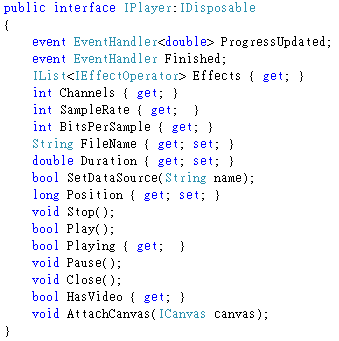 public interface IPlayer:IDisposable
{
event EventHandler<double> ProgressUpdated;
event EventHandler Finished;
IList<IEffectOperator> Effects { get; }
int Channels { get; }
int SampleRate { get;  }
int BitsPerSample { get; }
String FileName { get; set; }
double Duration { get; set; }
bool SetDataSource(String name);
long Position { get; set; }
void Stop();
bool Play();
bool Playing { get;  }
void Pause();
void Close();
bool HasVideo { get; }
void AttachCanvas(ICanvas canvas);
}